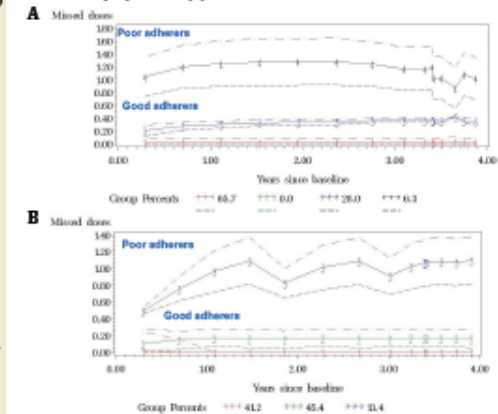 A Missed doses
1.80
1.60
Poor adherers
1.40
1.20
1.00
0.80
0.60
Good adherers
0.40
0.20
0.00
0.00 1.00 2.00 3.00 4.00
Years since baseline
Group Percents 65.7 0.0 28.0 6.3
B Missed doses
1.40
Poor adherers
1.20
1.00
0.80
0.60
Good adherers
0.40
0.20
0.00
0.00 1.00 2.00 3.00 4.00
Years since baseline
Group Percents 41.2 45.4 13.4